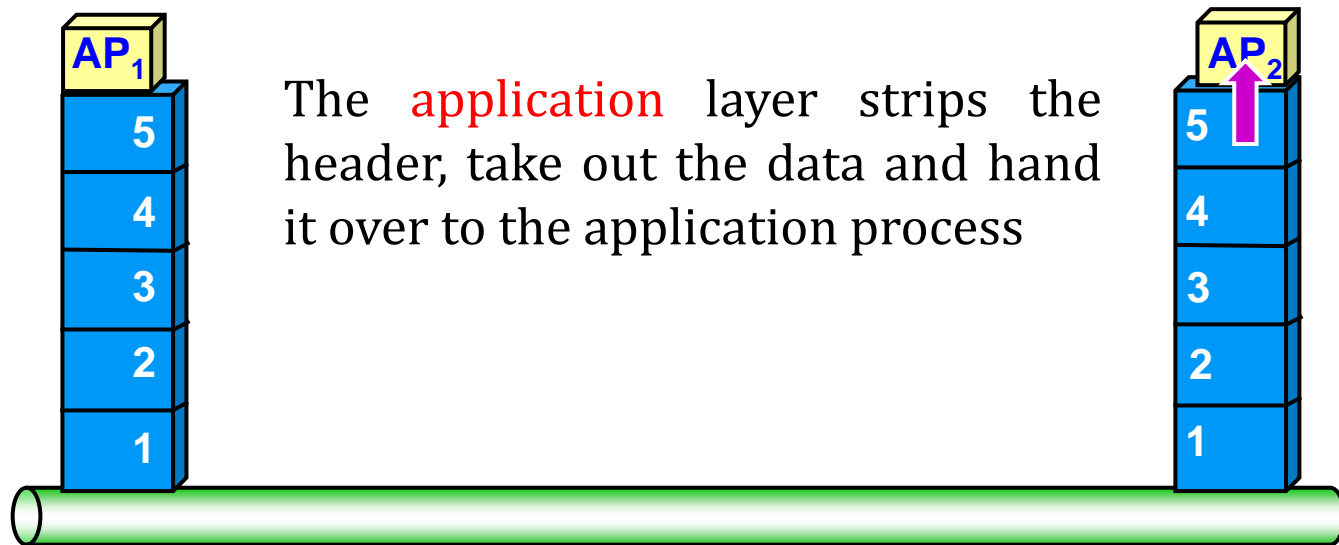 AP1
AP2
The application layer strips the
header, take out the data and hand
it over to the application process
5
4
3
2
1
5
4
3
2
1